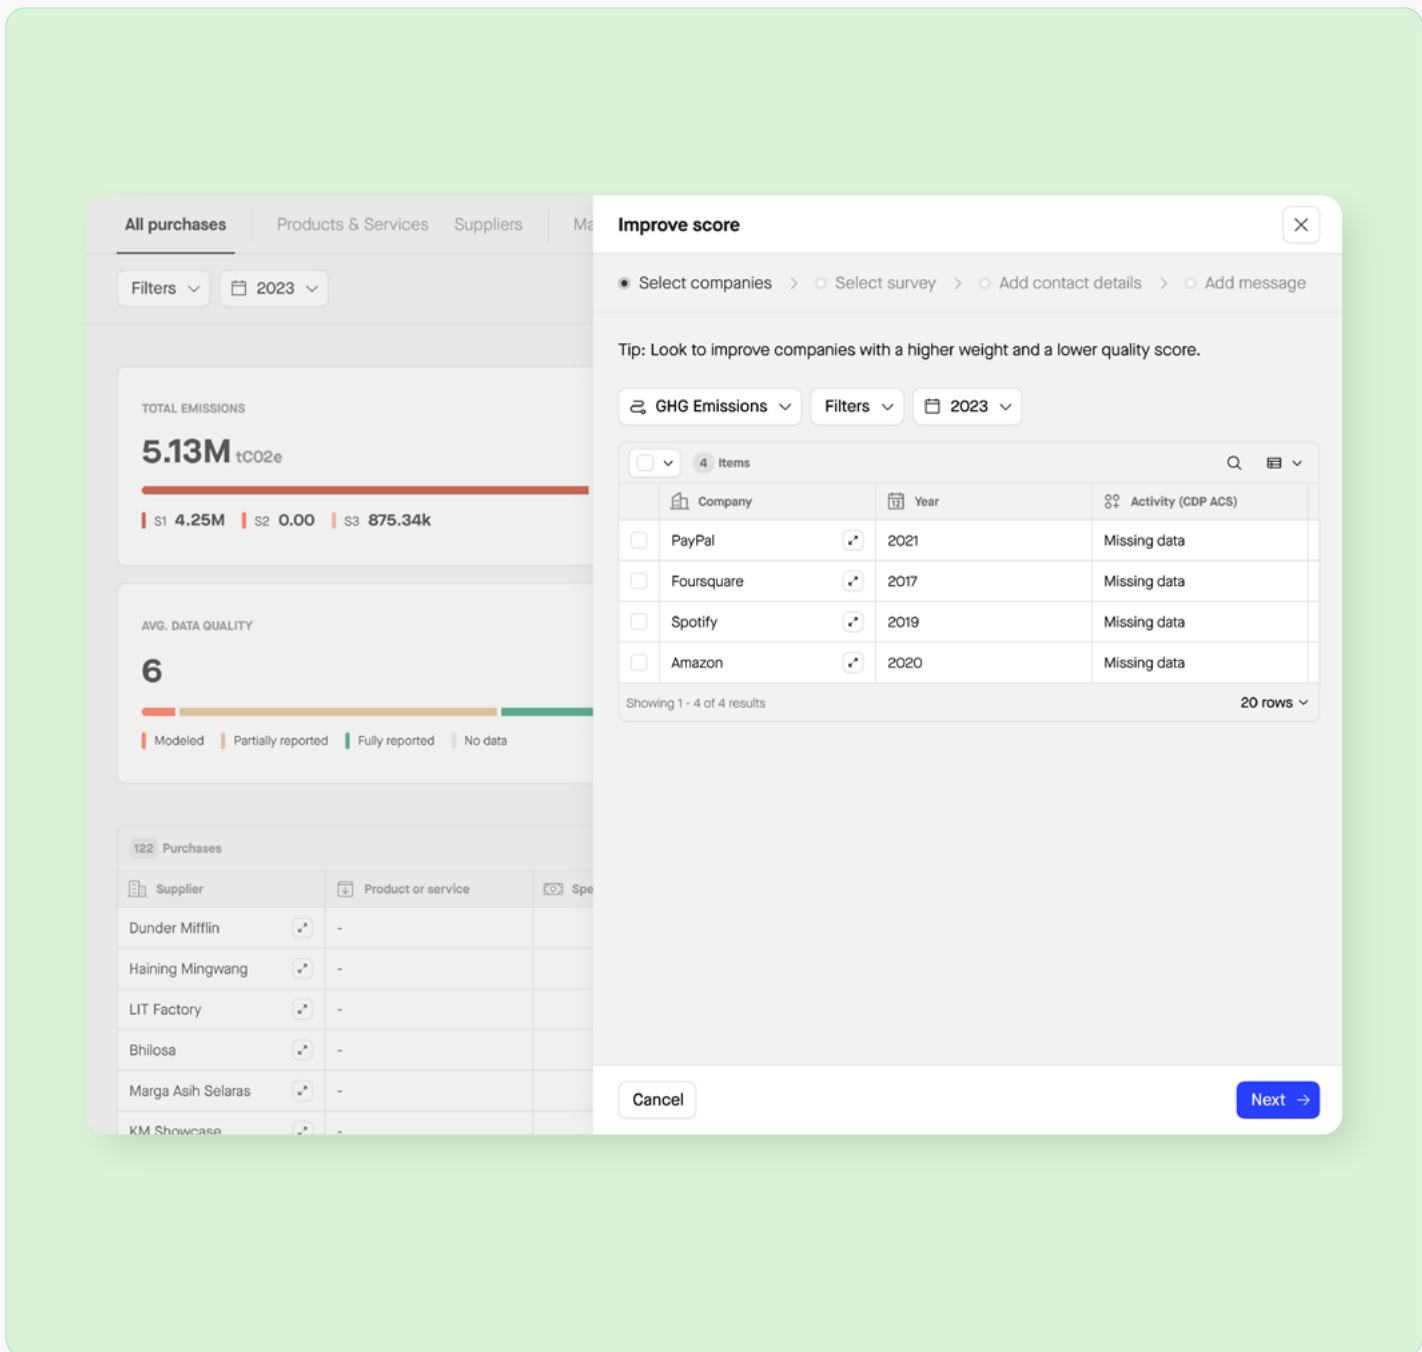 All purchases
Products & Services
Suppliers
Ma
Filters
2023
TOTAL EMISSIONS
5.13M tCO2e
S1 4.25M S2 0.00 S3 875.34k
AVG. DATA QUALITY
6
Modeled Partially reported Fully reported No data
122 Purchases
Supplier Product or service Spe
Dunder Mifflin -
Haining Mingwang -
LIT Factory -
Bhilosa -
Marga Asih Selaras -
KM Showcase -
Improve score
Select companies Select survey Add contact details Add message
Tip: Look to improve companies with a higher weight and a lower quality score.
GHG Emissions Filters 2023
4 Items
Company 12 Year Activity (CDP ACS)
PayPal 2021 Missing data
Foursquare 2017 Missing data
Spotify 2019 Missing data
Amazon 2020 Missing data
Showing 1 - 4 of 4 results 20 rows
Cancel Next